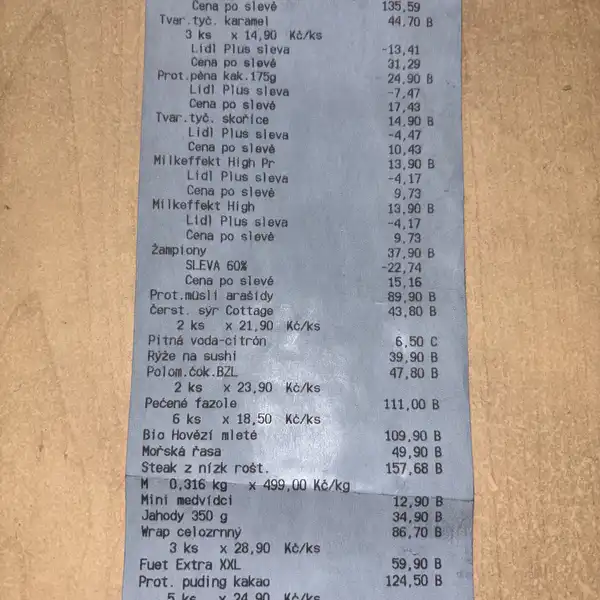 Cena po slevě 135,59
Tvar.tyč. karamel 44,70 B
3 ks x 14,90 Kč/ks
Lidl Plus sleva -13,41
Cena po slevě 31,29
Prot.pěna kak.175g 24,90 B
Lidl Plus sleva -7,47
Cena po slevě 17,43
Tvar.tyč. skořice 14,90 B
Lidl Plus sleva -4,47
Cena po slevě 10,43
Milkeffekt High Pr 13,90 B
Lidl Plus sleva -4,17
Cena po slevě 9,73
Milkeffekt High 13,90 B
Lidl Plus sleva -4,17
Cena po slevě 9,73
Žampiony 37,90 B
SLEVA 60% -22,74
Cena po slevě 15,16
Prot.müsli arašídy 89,90 B
Čerst. sýr Cottage 43,80 B
2 ks x 21,90 Kč/ks
Pitná voda-citrón 6,50 C
Rýže na sushi 39,90 B
Polom.čok.BZL 47,80 B
2 ks x 23,90 Kč/ks
Pečené fazole 111,00 B
6 ks x 18,50 Kč/ks
Bio Hovězí mleté 109,90 B
Mořská řasa 49,90 B
Steak z nízk rošt. 157,68 B
M 0,316 kg x 499,00 Kč/kg
Mini medvídci 12,90 B
Jahody 350 g 34,90 B
Wrap celozrnný 86,70 B
3 ks x 28,90 Kč/ks
Fuet Extra XXL 59,90 B
Prot. puding kakao 124,50 B
5 ks x 24,90 Kč/ks